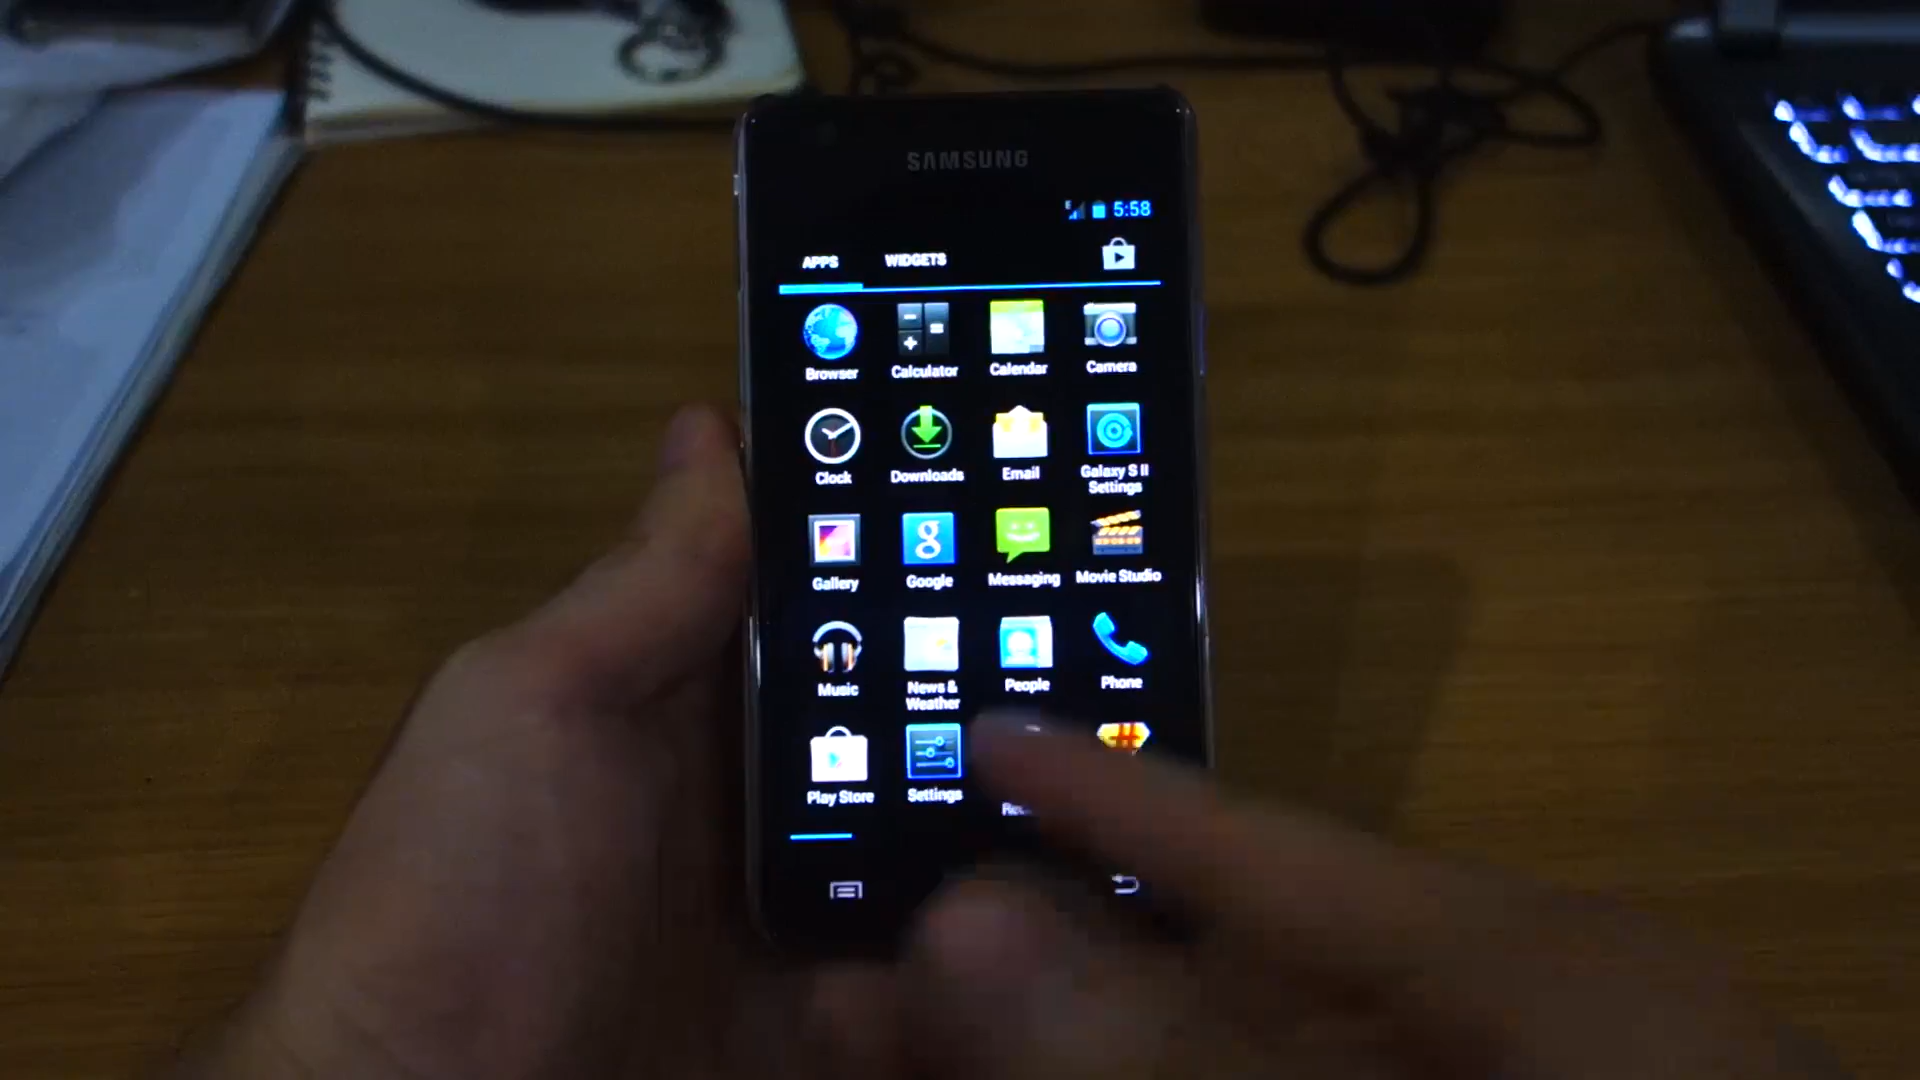 SAMSUNG
5:58
APPS WIDGETS
Browser Calculator Calendar Camera
Clock Downloads Email Galaxy S II
Settings
Gallery Google Messaging Movie Studio
Music News &
Weather People Phone
Play Store Settings